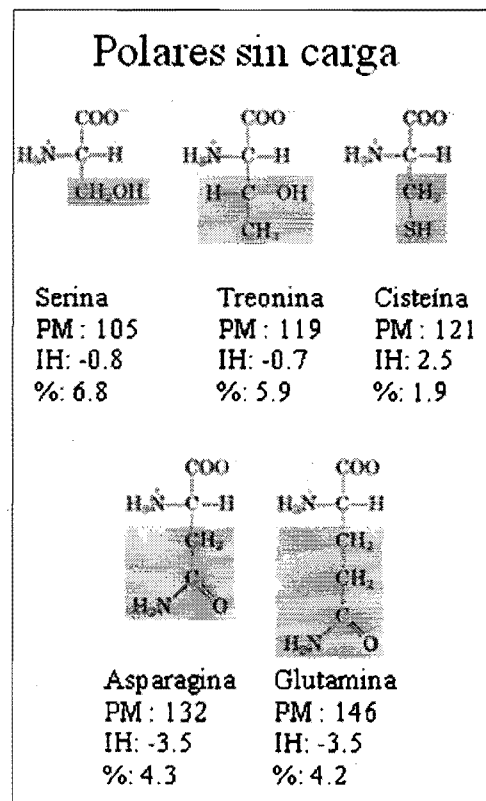 Polares sin carga
COO⁻ COO⁻ COO⁻
H₃N⁺–C–H H₃N⁺–C–H H₃N⁺–C–H
CH₂OH H–C–OH CH₂
CH₃ SH
Serina Treonina Cisteína
PM : 105 PM : 119 PM : 121
IH: -0.8 IH: -0.7 IH: 2.5
%: 6.8 %: 5.9 %: 1.9
COO COO
H₃N⁺–C–H H₃N⁺–C–H
CH₂ CH₂
C CH₂
H₂N O C
H₂N O
Asparagina Glutamina
PM : 132 PM : 146
IH: -3.5 IH: -3.5
%: 4.3 %: 4.2